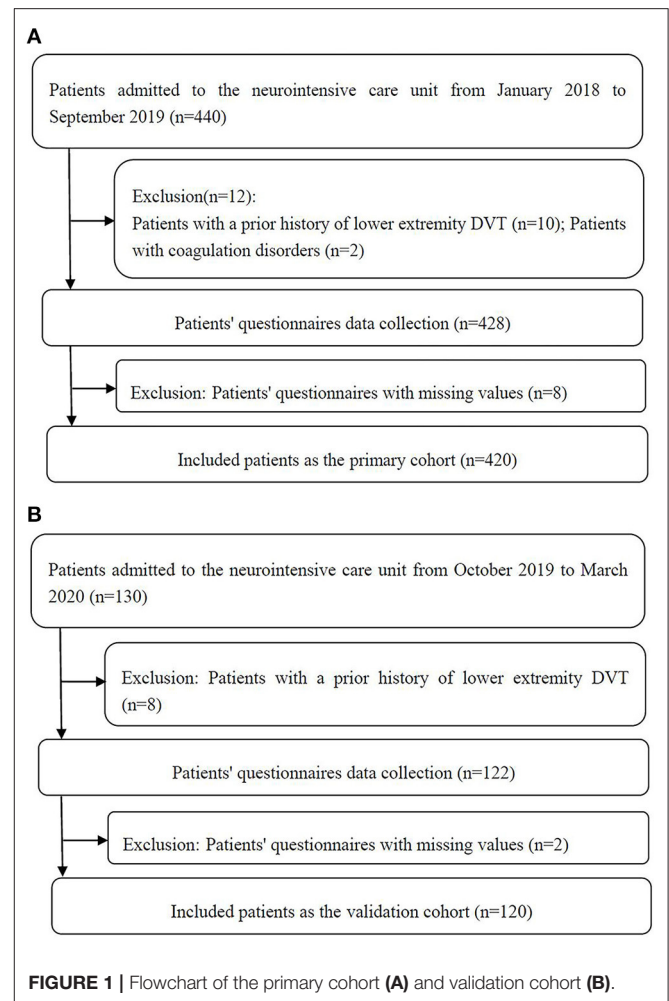 A
Patients admitted to the neurointensive care unit from January 2018 to
September 2019 (n=440)
Exclusion(n=12):
Patients with a prior history of lower extremity DVT (n=10); Patients
with coagulation disorders (n=2)
Patients' questionnaires data collection (n=428)
Exclusion: Patients' questionnaires with missing values (n=8)
Included patients as the primary cohort (n=420)
B
Patients admitted to the neurointensive care unit from October 2019 to March
2020 (n=130)
Exclusion: Patients with a prior history of lower extremity DVT
(n=8)
Patients' questionnaires data collection (n=122)
Exclusion: Patients' questionnaires with missing values (n=2)
Included patients as the validation cohort (n=120)
FIGURE 1 | Flowchart of the primary cohort (A) and validation cohort (B).